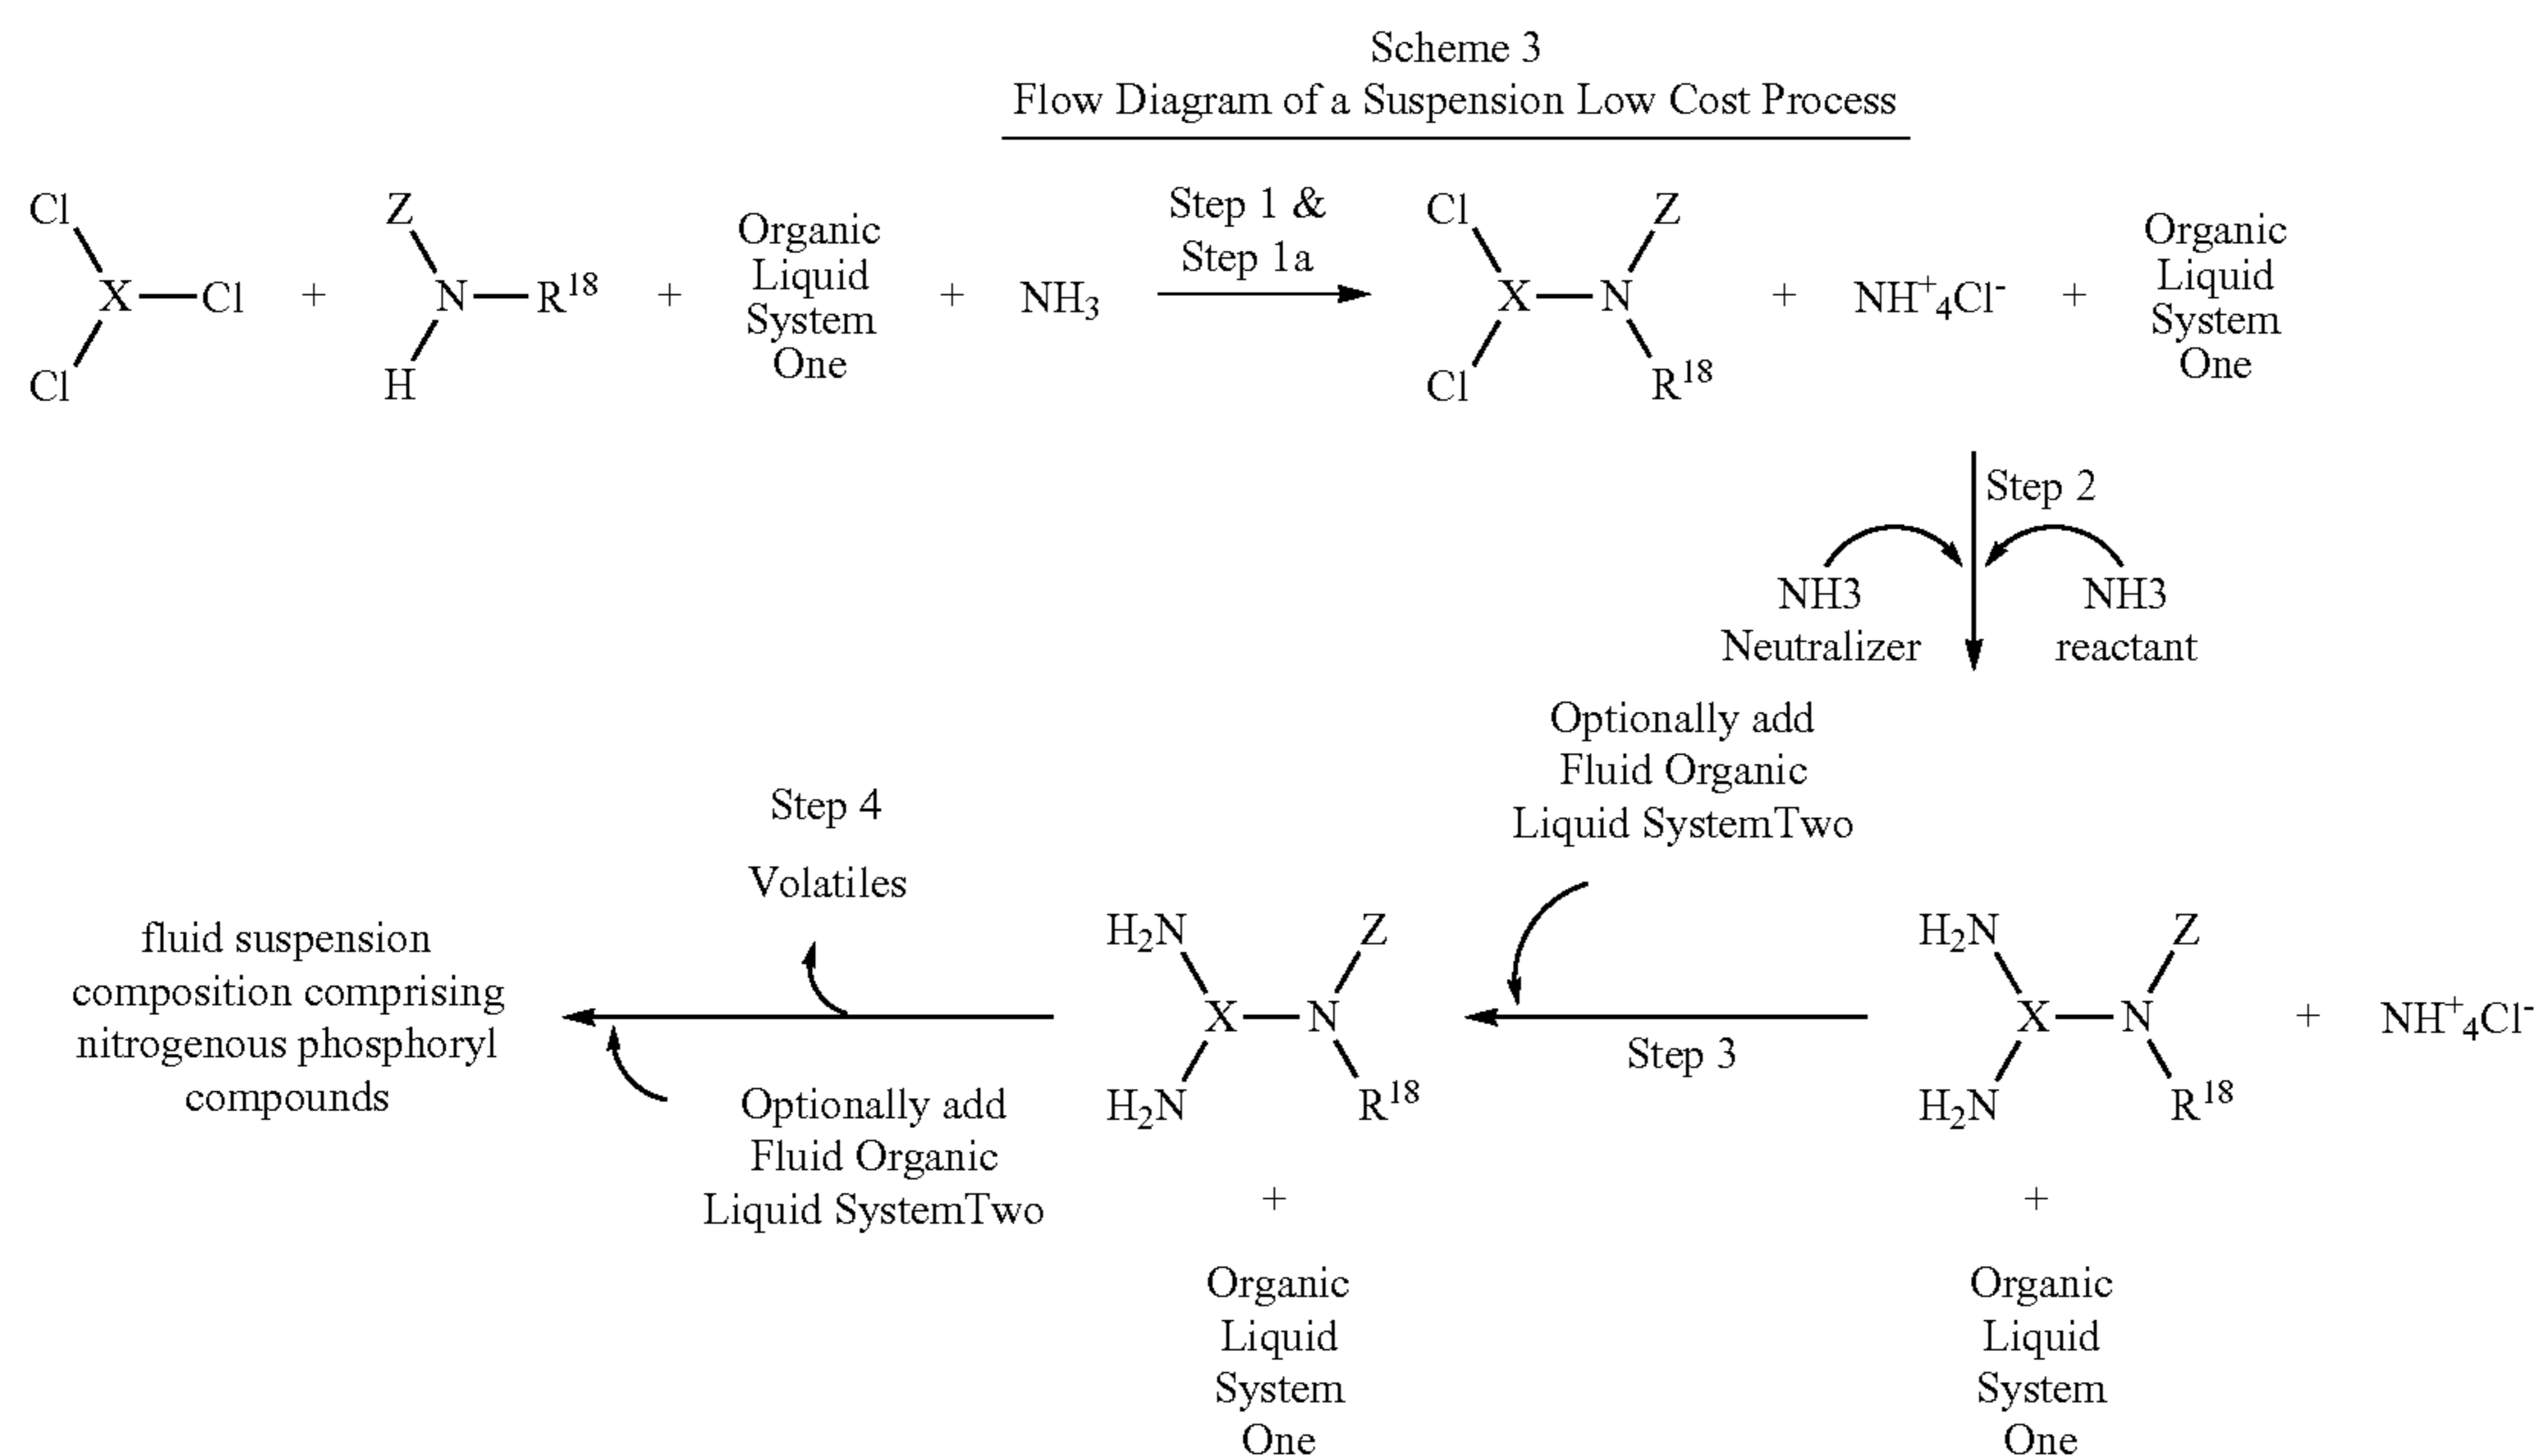 Scheme 3
Flow Diagram of a Suspension Low Cost Process
Cl
Cl
X—Cl
+
Z
N—R¹⁸
H
+
Organic
Liquid
System
One
+
NH₃
Step 1 &
Step 1a
Cl
Cl
X—N
Z
R¹⁸
+
NH⁺₄Cl⁻
+
Organic
Liquid
System
One
Step 2
NH3
Neutralizer
NH3
reactant
H₂N
H₂N
X—N
Z
R¹⁸
+
NH⁺₄Cl⁻
+
Organic
Liquid
System
One
Optionally add
Fluid Organic
Liquid SystemTwo
Step 3
H₂N
H₂N
X—N
Z
R¹⁸
+
Organic
Liquid
System
One
Step 4
Volatiles
Optionally add
Fluid Organic
Liquid SystemTwo
fluid suspension
composition comprising
nitrogenous phosphoryl
compounds